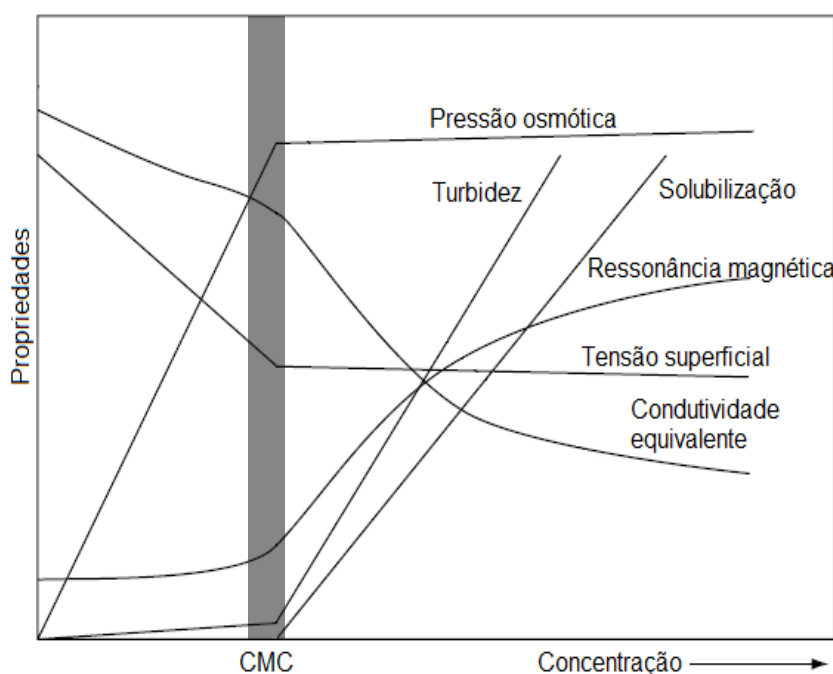 Pressão osmótica
Turbidez
Solubilização
Ressonância magnética
Tensão superficial
Condutividade
equivalente
Propriedades
CMC
Concentração